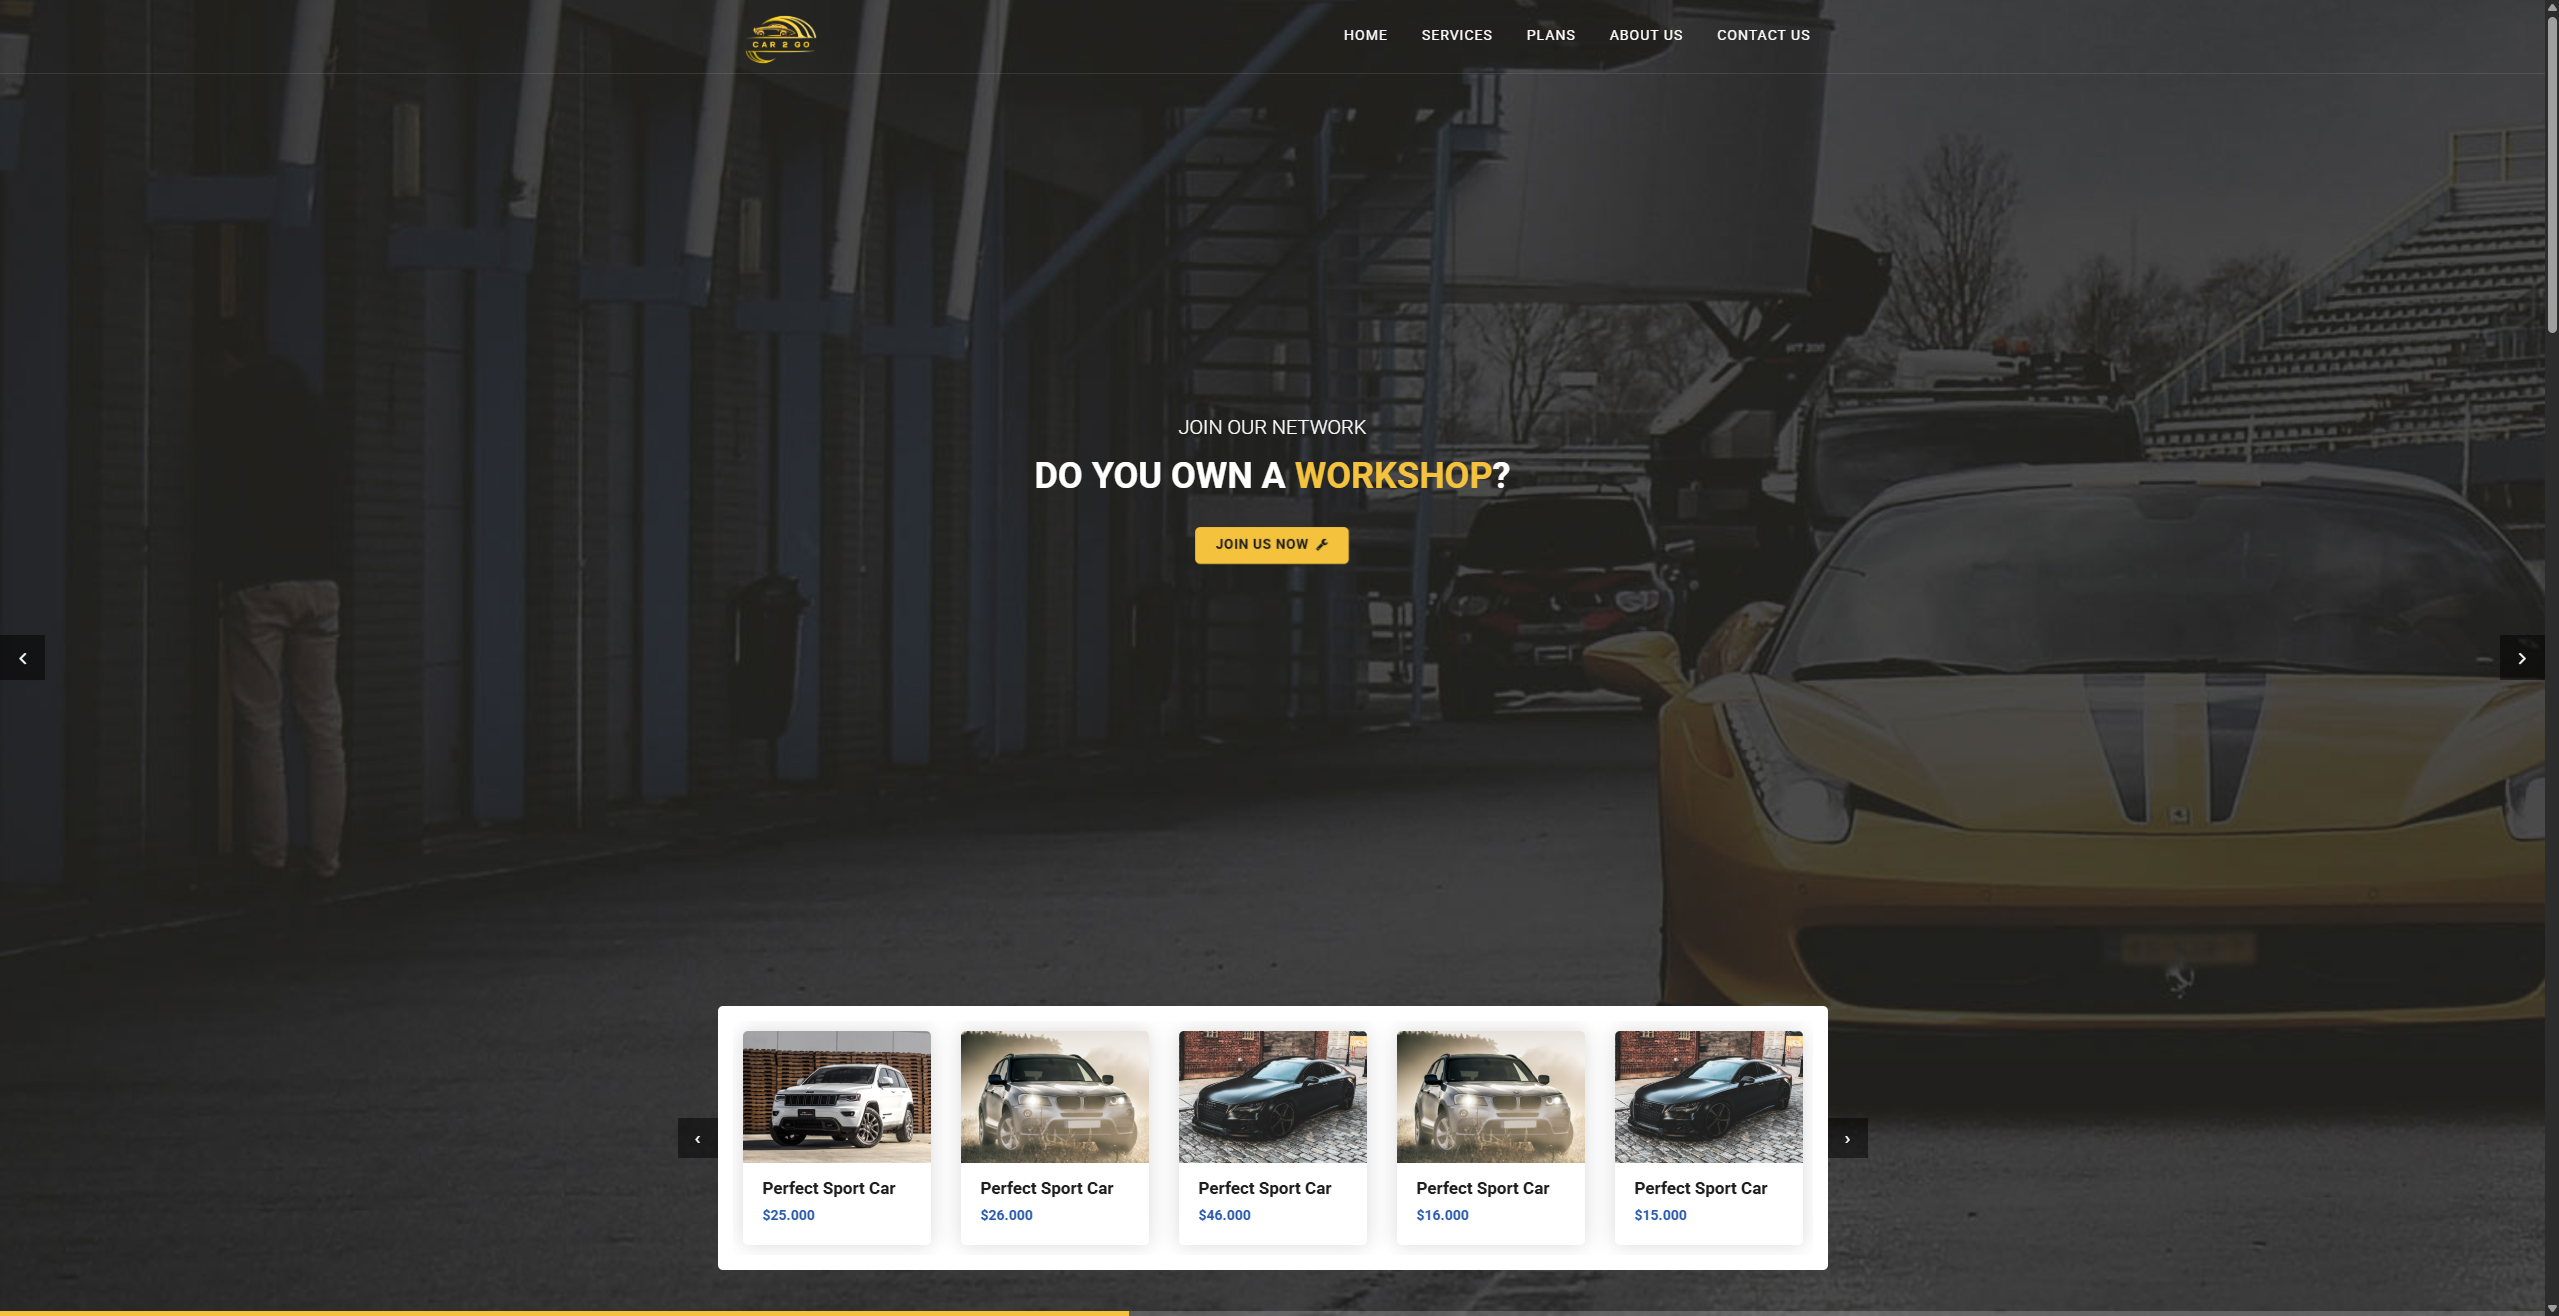 CAR 2 GO
HOME
SERVICES
PLANS
ABOUT US
CONTACT US
JOIN OUR NETWORK
DO YOU OWN A WORKSHOP?
JOIN US NOW
Perfect Sport Car
$25.000
Perfect Sport Car
$26.000
Perfect Sport Car
$46.000
Perfect Sport Car
$16.000
Perfect Sport Car
$15.000